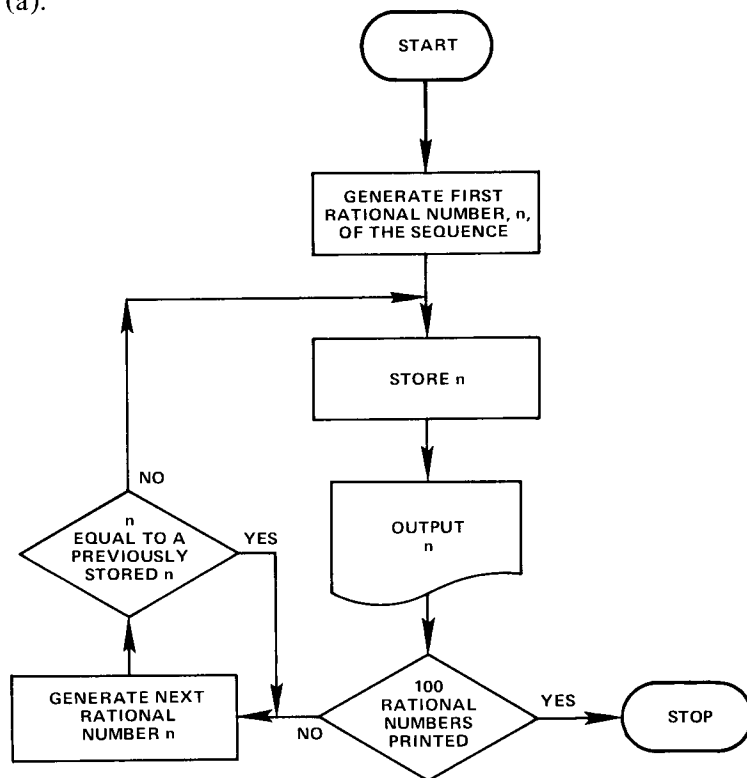 (a).
START
GENERATE FIRST
RATIONAL NUMBER, n,
OF THE SEQUENCE
STORE n
NO
n
EQUAL TO A
PREVIOUSLY
STORED n
YES
OUTPUT
n
GENERATE NEXT
RATIONAL
NUMBER n
NO
100
RATIONAL
NUMBERS
PRINTED
YES
STOP